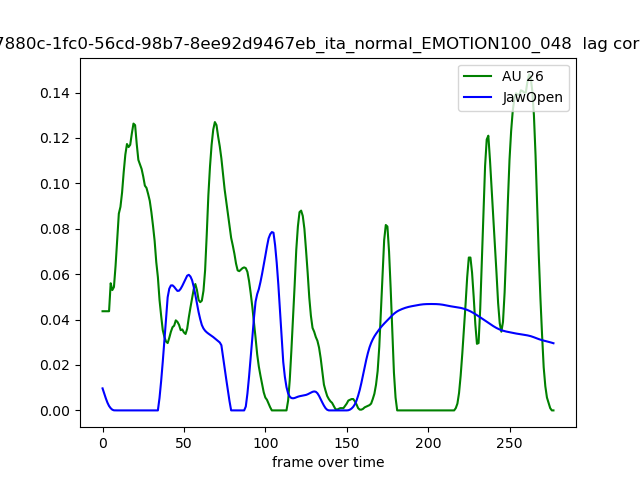 7880c-1fc0-56cd-98b7-8ee92d9467eb_ita_normal_EMOTION100_048 lag cor
AU 26
JawOpen
0.14
0.12
0.10
0.08
0.06
0.04
0.02
0.00
0 50 100 150 200 250
frame over time